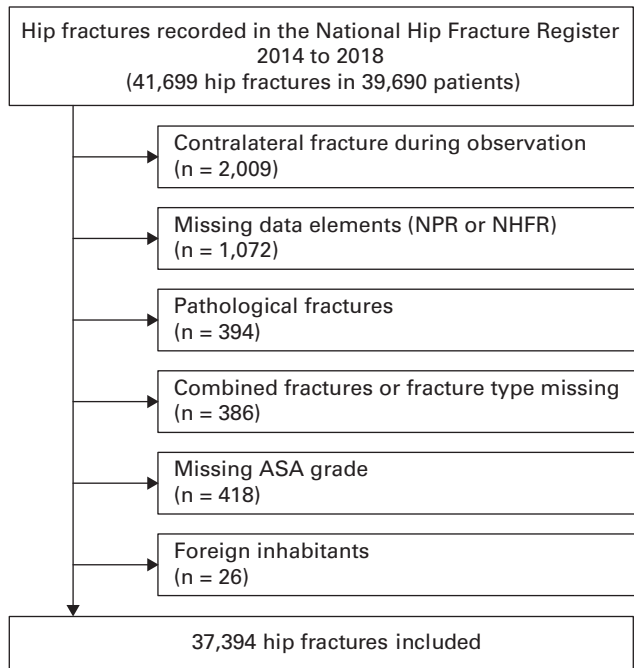 Hip fractures recorded in the National Hip Fracture Register
2014 to 2018
(41,699 hip fractures in 39,690 patients)
Contralateral fracture during observation
(n = 2,009)
Missing data elements (NPR or NHFR)
(n = 1,072)
Pathological fractures
(n = 394)
Combined fractures or fracture type missing
(n = 386)
Missing ASA grade
(n = 418)
Foreign inhabitants
(n = 26)
37,394 hip fractures included